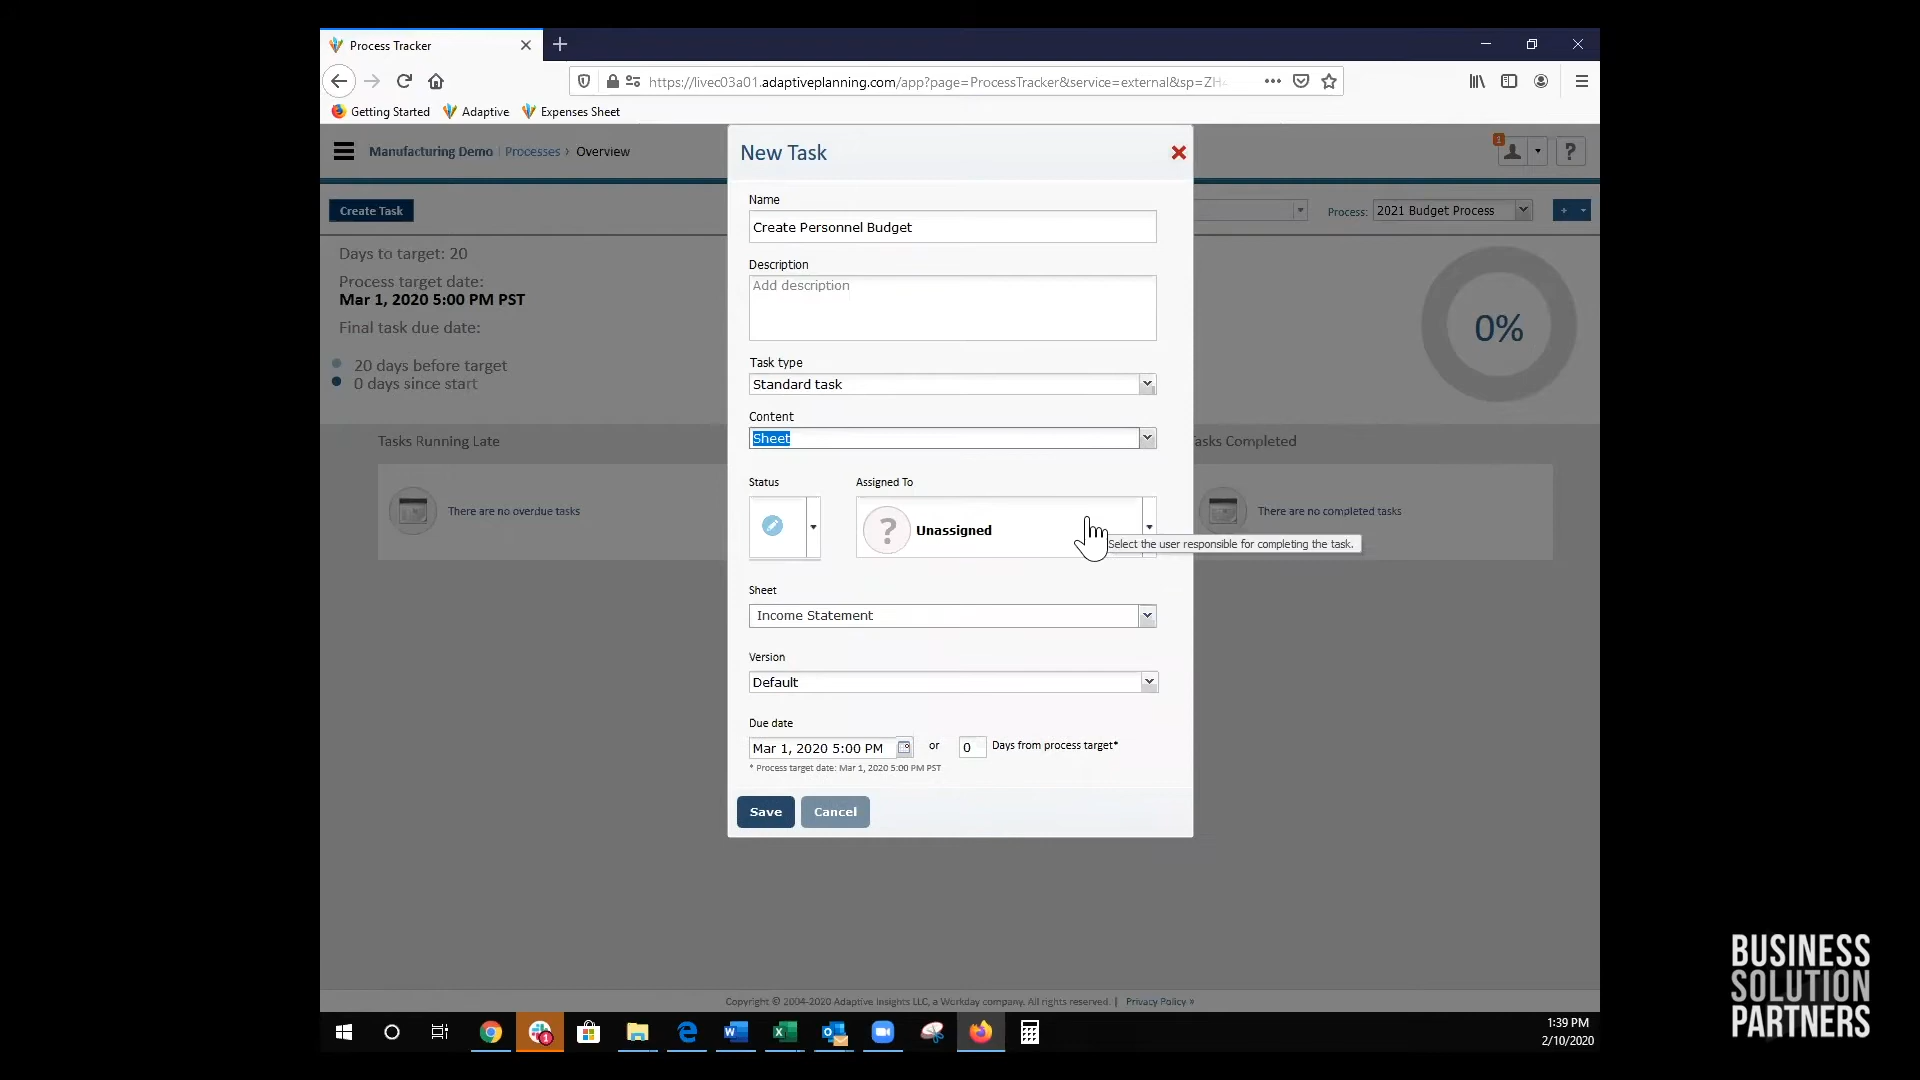 Process Tracker
https://livec03a01.adaptiveplanning.com/app?page=ProcessTracker&service=external&sp=ZH
Getting Started Adaptive Expenses Sheet
Manufacturing Demo Processes › Overview
1
?
Create Task
Process: 2021 Budget Process
+
Days to target: 20
Process target date:
Mar 1, 2020 5:00 PM PST
Final task due date:
20 days before target
0 days since start
0%
Tasks Running Late
There are no overdue tasks
Tasks Completed
There are no completed tasks
New Task
Name
Create Personnel Budget
Description
Add description
Task type
Standard task
Content
Sheet
Status
Assigned To
? Unassigned
Select the user responsible for completing the task.
Sheet
Income Statement
Version
Default
Due date
Mar 1, 2020 5:00 PM or 0 Days from process target*
* Process target date: Mar 1, 2020 5:00 PM PST
Save Cancel
Copyright © 2004-2020 Adaptive Insights LLC, a Workday company. All rights reserved. | Privacy Policy »
1:39 PM
2/10/2020
BUSINESS
SOLUTION
PARTNERS